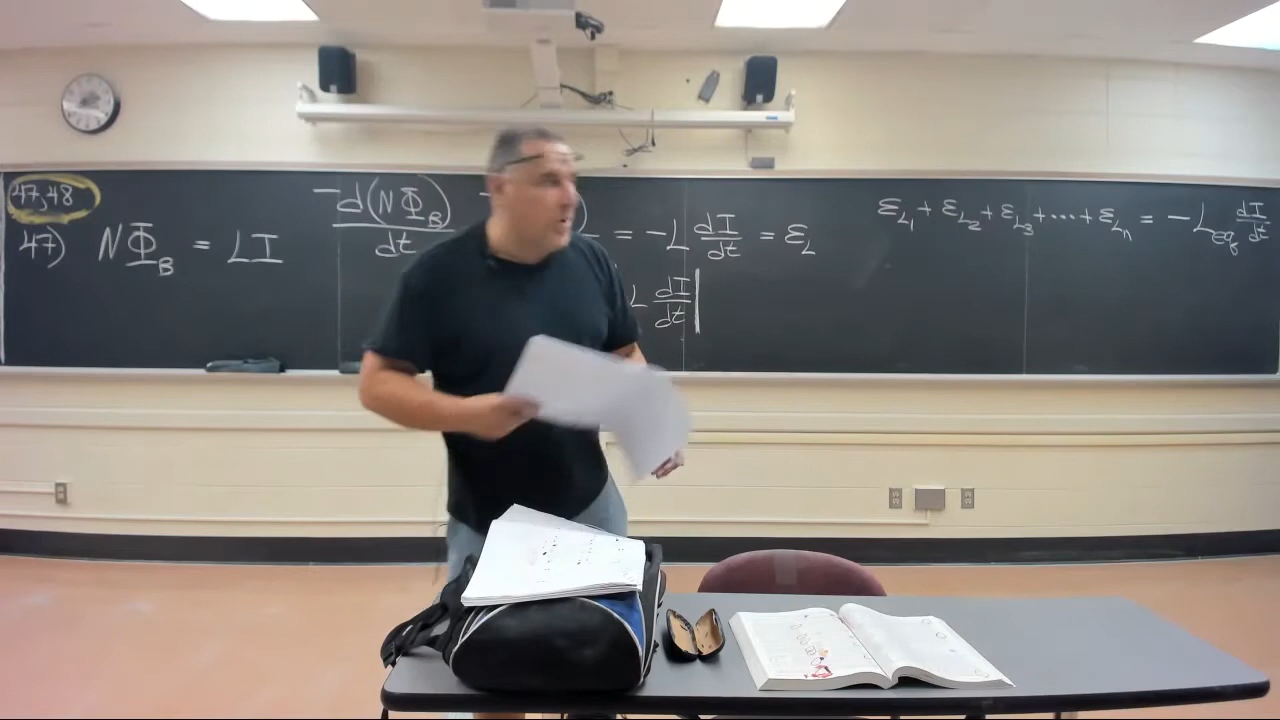 47,48
47) NΦ_B = LI
-d(NΦ_B)/dt - ) = -L dI/dt = ε_L
L dI/dt|
ε_L1 + ε_L2 + ε_L3 + ··· + ε_Ln = -L_eq dI/dt